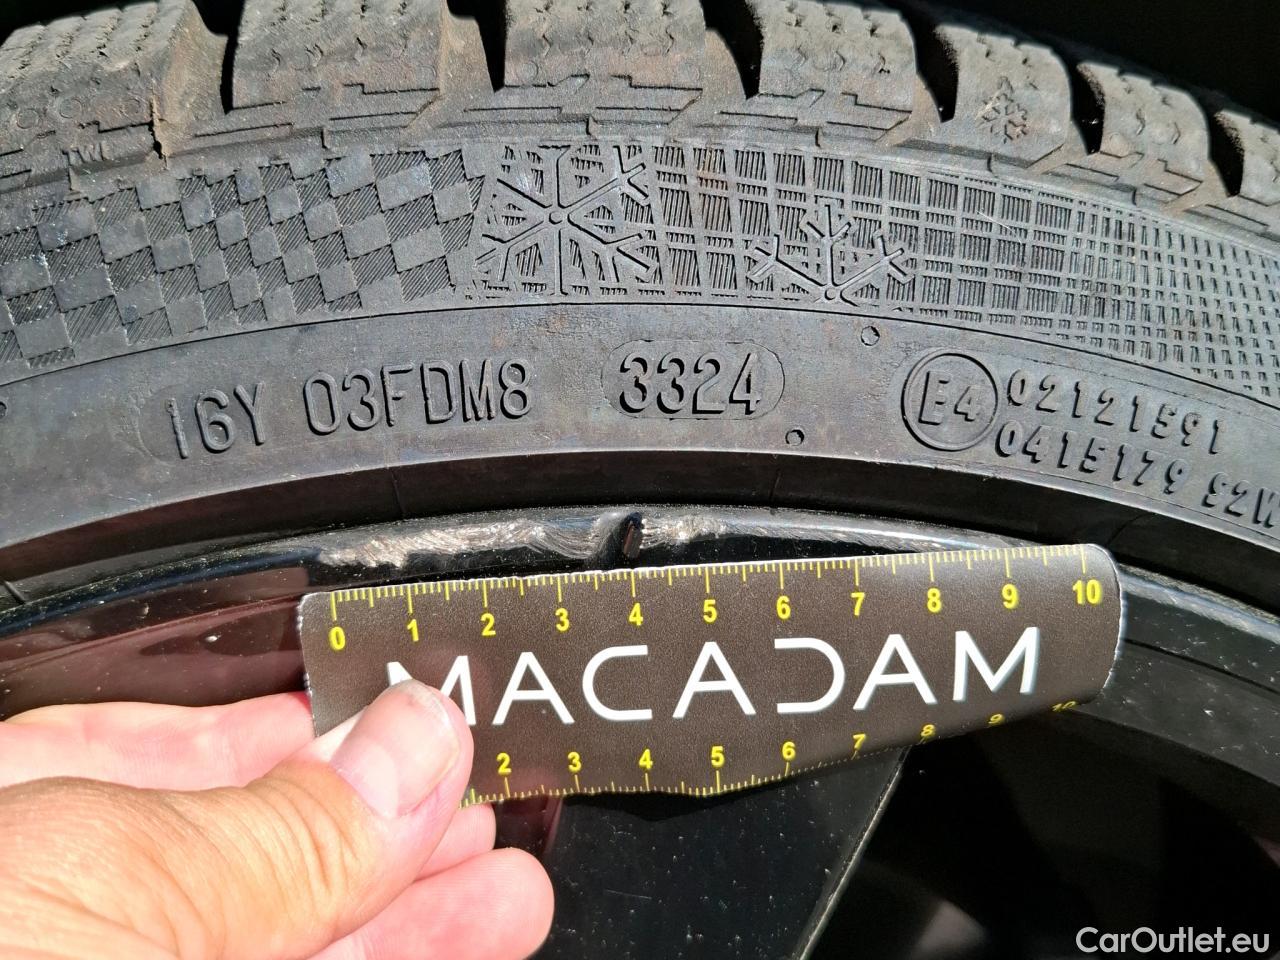 TWI
16Y 03FDM8 3324 E4 02121591
0415179 S2W
0 1 2 3 4 5 6 7 8 9 10
MACADAM
2 3 4 5 6 7 8 9 10
CarOutlet.eu